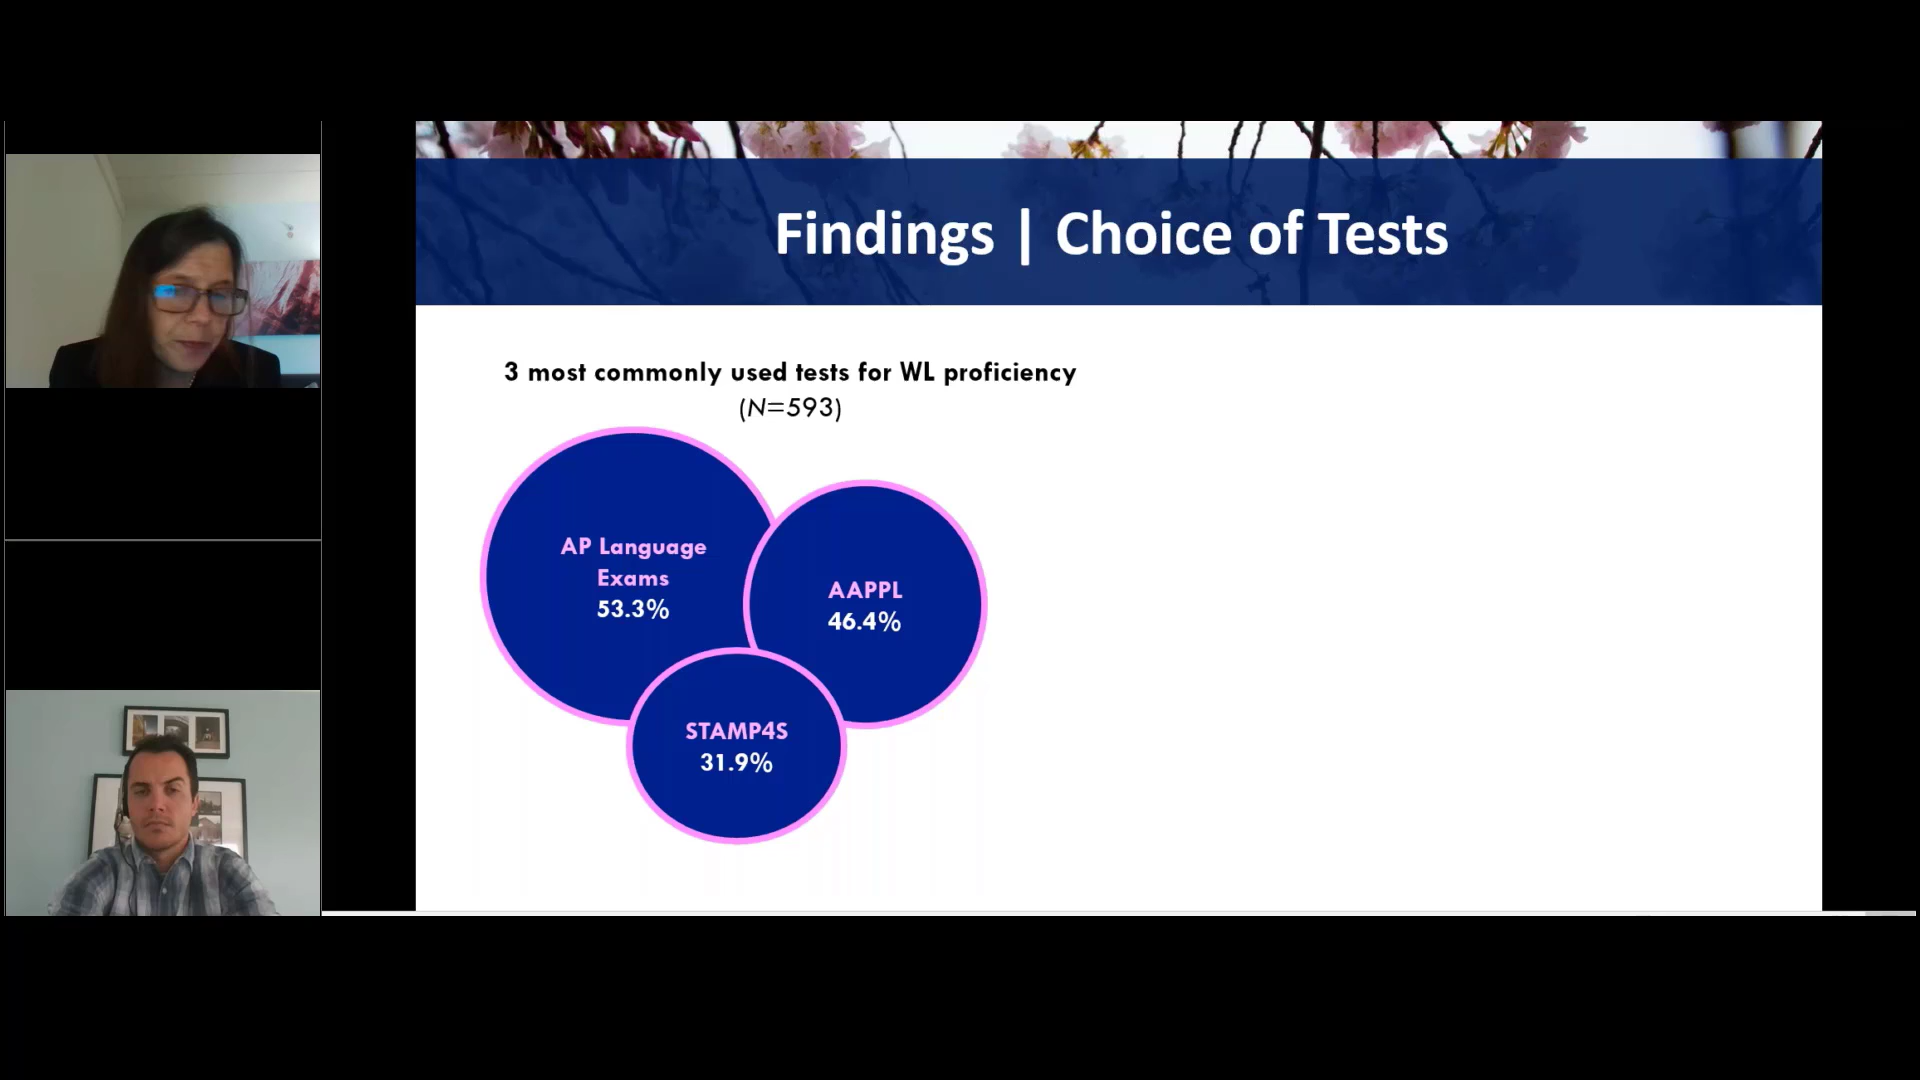 Findings | Choice of Tests
3 most commonly used tests for WL proficiency
(N=593)
AP Language
Exams
53.3%
AAPPL
46.4%
STAMP4S
31.9%